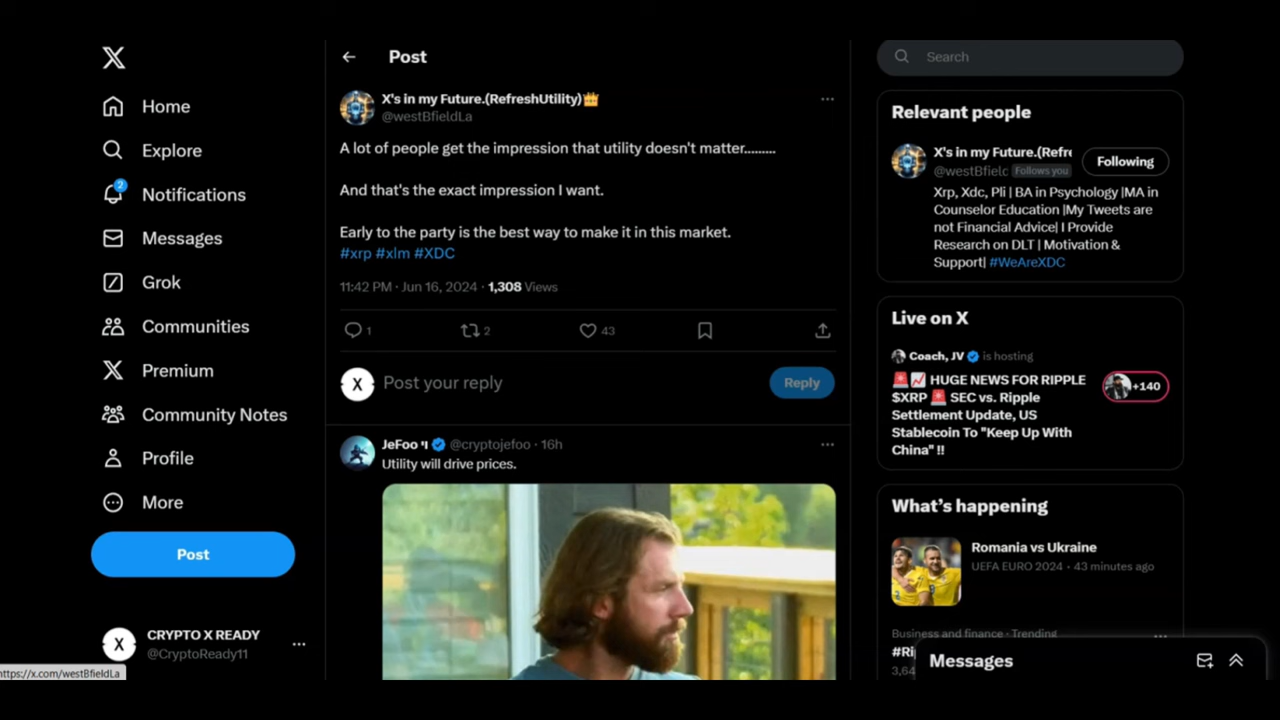 Home
Explore
2
Notifications
Messages
Grok
Communities
Premium
Community Notes
Profile
More
Post
CRYPTO X READY
@CryptoReady11
https://x.com/westBfieldLa
Post
X's in my Future.(RefreshUtility)👑
@westBfieldLa
A lot of people get the impression that utility doesn't matter.........
And that's the exact impression I want.
Early to the party is the best way to make it in this market.
#xrp #xlm #XDC
11:42 PM · Jun 16, 2024 · 1,308 Views
1
2
43
X
Post your reply
Reply
JeFoo @cryptojefoo · 16h
Utility will drive prices.
Search
Relevant people
X's in my Future.(Refre
@westBfielc Follows you
Following
Xrp, Xdc, Pli | BA in Psychology |MA in
Counselor Education |My Tweets are
not Financial Advice| I Provide
Research on DLT | Motivation &
Support| #WeAreXDC
Live on X
Coach, JV is hosting
🚨📈 HUGE NEWS FOR RIPPLE
$XRP 🚨 SEC vs. Ripple
Settlement Update, US
Stablecoin To "Keep Up With
China" !!
+140
What's happening
Romania vs Ukraine
UEFA EURO 2024 · 43 minutes ago
Business and finance · Trending
#Ri
3,64
Messages